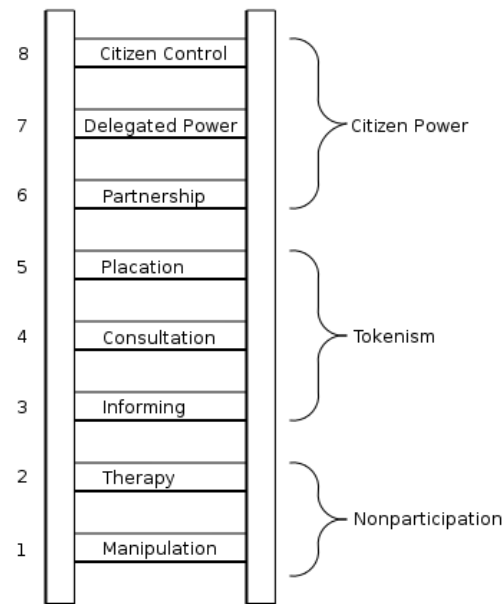 8 Citizen Control
7 Delegated Power
Citizen Power
6 Partnership
5 Placation
4 Consultation
Tokenism
3 Informing
2 Therapy
Nonparticipation
1 Manipulation